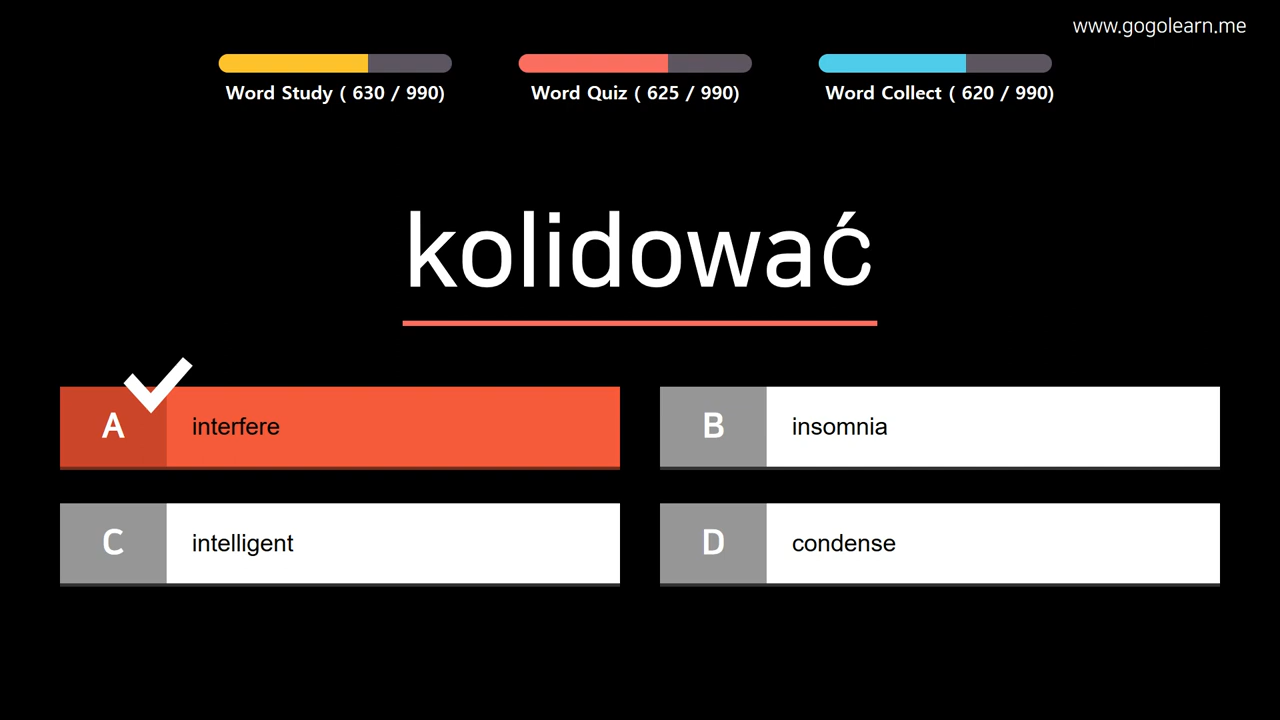 www.gogolearn.me
Word Study ( 630 / 990)
Word Quiz ( 625 / 990)
Word Collect ( 620 / 990)
kolidować
A interfere
B insomnia
C intelligent
D condense